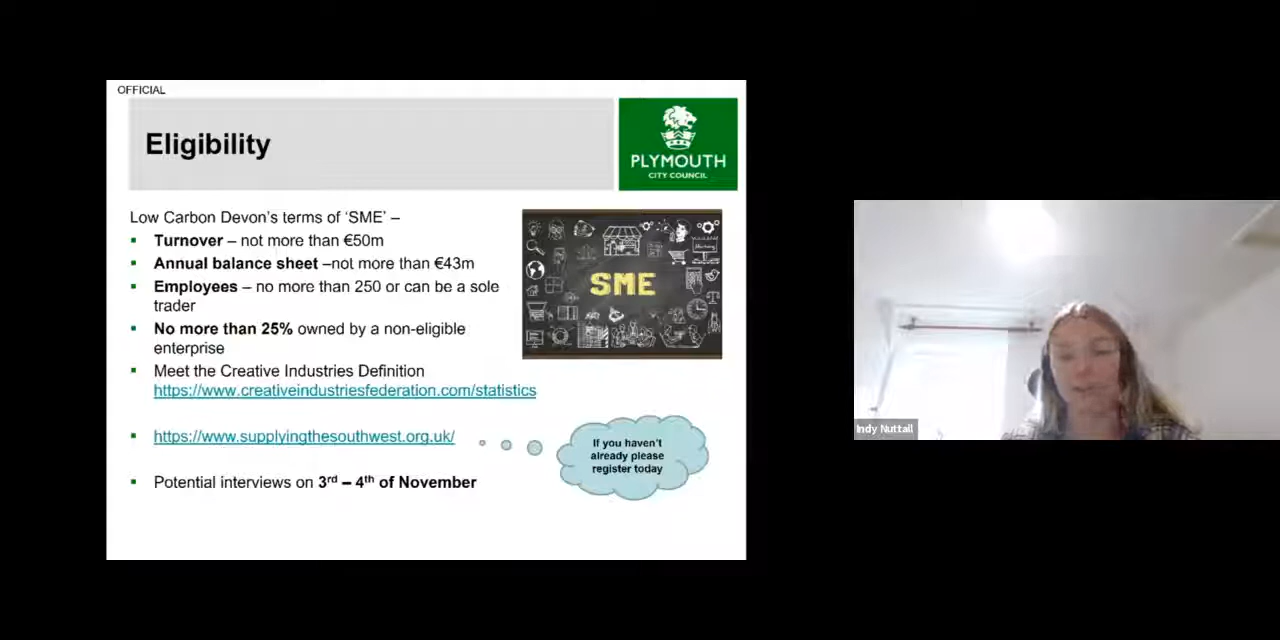 OFFICIAL
Eligibility
PLYMOUTH
CITY COUNCIL
Low Carbon Devon's terms of 'SME' –
Turnover – not more than €50m
Annual balance sheet –not more than €43m
Employees – no more than 250 or can be a sole
trader
No more than 25% owned by a non-eligible
enterprise
Meet the Creative Industries Definition
https://www.creativeindustriesfederation.com/statistics
https://www.supplyingthesouthwest.org.uk/
Potential interviews on 3rd – 4th of November
SME
If you haven't
already please
register today
Indy Nuttall